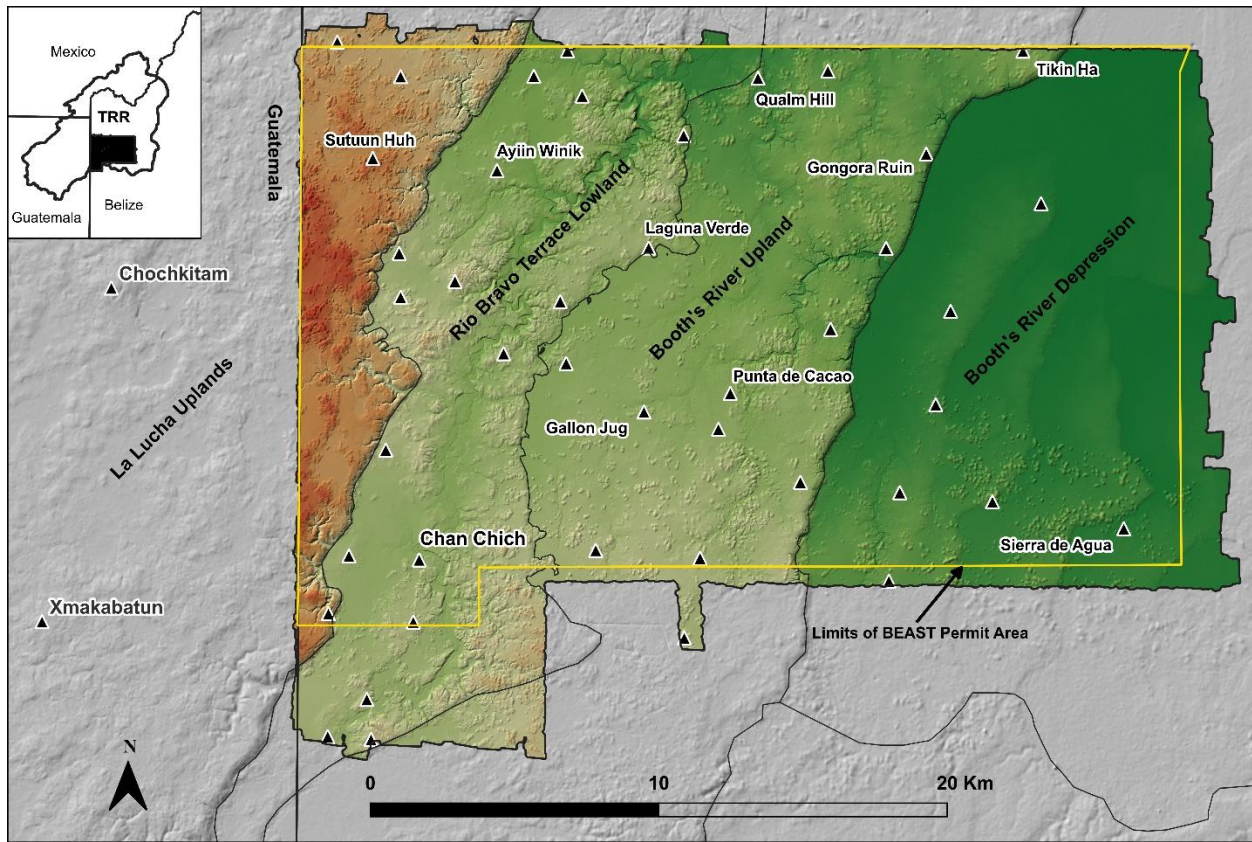 Mexico
TRR
Guatemala
Belize
Guatemala
Tikin Ha
Qualm Hill
Sutuun Huh
Ayiin Winik
Gongora Ruin
Laguna Verde
Rio Bravo Terrace Lowland
Booth's River Upland
Booth's River Depression
Chochkitam
La Lucha Uplands
Punta de Cacao
Gallon Jug
Chan Chich
Sierra de Agua
Xmakabatun
Limits of BEAST Permit Area
N
0
10
20 Km